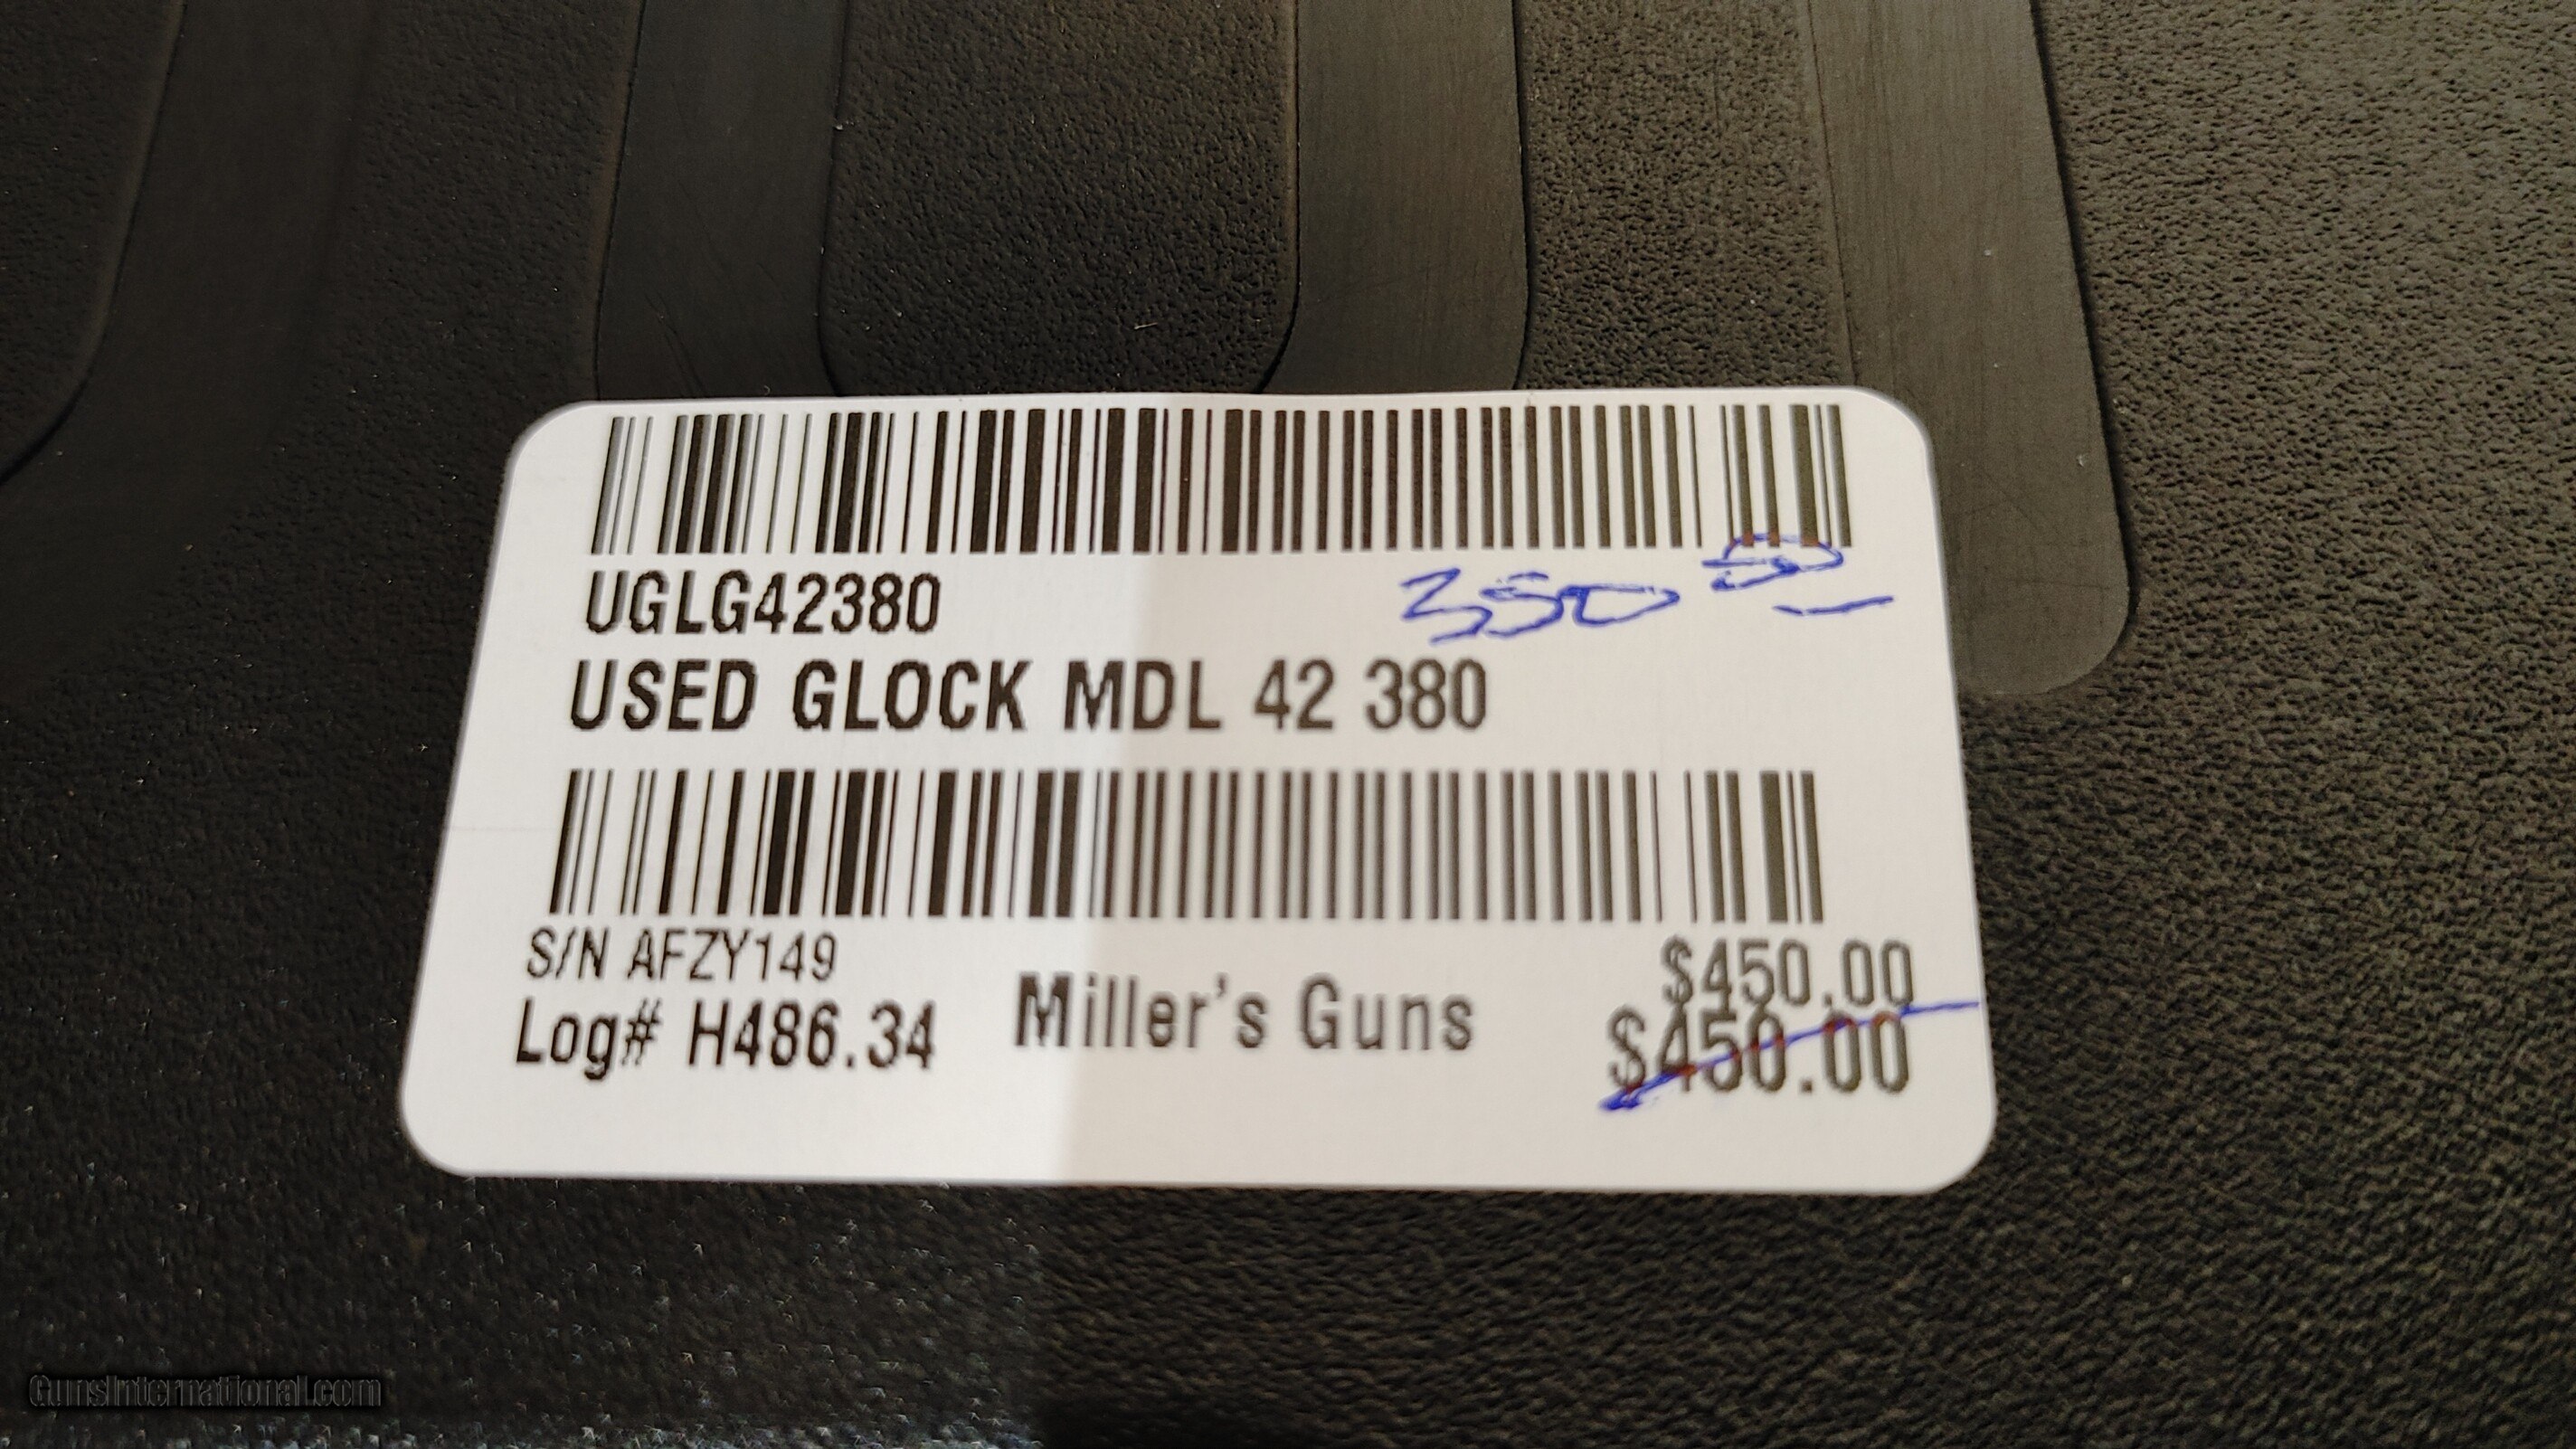 UGLG42380
350 00
USED GLOCK MDL 42 380
S/N AFZY149
$450.00
Log# H486.34
Miller's Guns
$450.00
GunsInternational.com